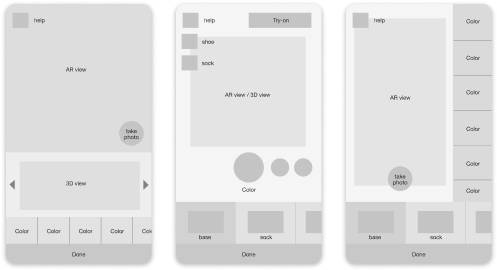 help
AR view
take
photo
3D view
Color Color Color Color Colo
Done
help Try-on
shoe
sock
AR view / 3D view
Color
base sock
Done
help
AR view
take
photo
Color
Color
Color
Color
Color
Color
base sock
Done